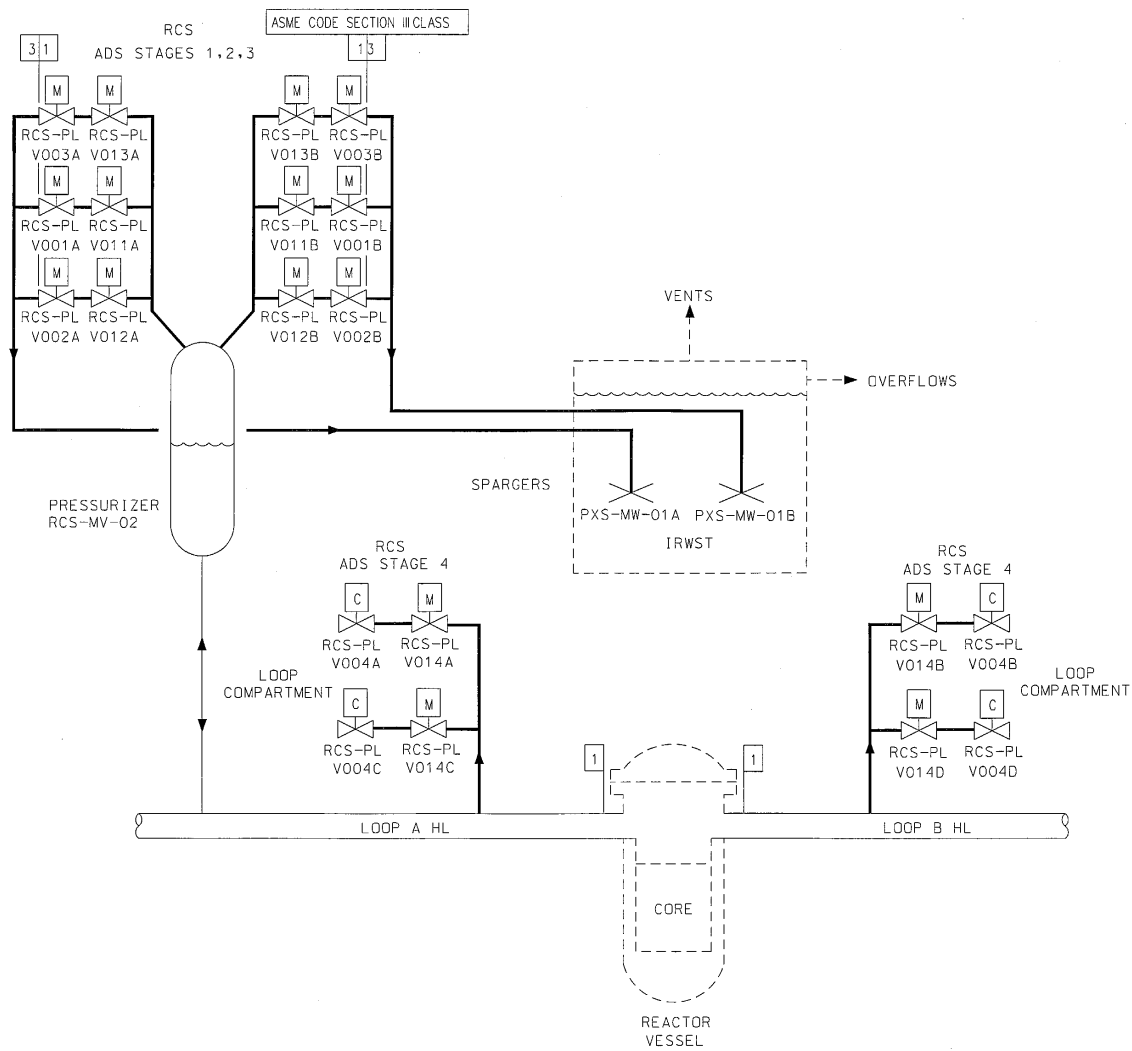 RCS
ADS STAGES 1,2,3
ASME CODE SECTION III CLASS
3 1
1 3
M M M M
RCS-PL RCS-PL RCS-PL RCS-PL
V003A V013A V013B V003B
M M M M
RCS-PL RCS-PL RCS-PL RCS-PL
V001A V011A V011B V001B
M M M M
RCS-PL RCS-PL RCS-PL RCS-PL
V002A V012A V012B V002B
VENTS
OVERFLOWS
SPARGERS
PXS-MW-01A PXS-MW-01B
IRWST
PRESSURIZER
RCS-MV-02
RCS
ADS STAGE 4
C M
RCS-PL RCS-PL
V004A V014A
LOOP
COMPARTMENT
C M
RCS-PL RCS-PL
V004C V014C
RCS
ADS STAGE 4
M C
RCS-PL RCS-PL
V014B V004B
LOOP
COMPARTMENT
M C
RCS-PL RCS-PL
V014D V004D
1
1
LOOP A HL
LOOP B HL
CORE
REACTOR
VESSEL